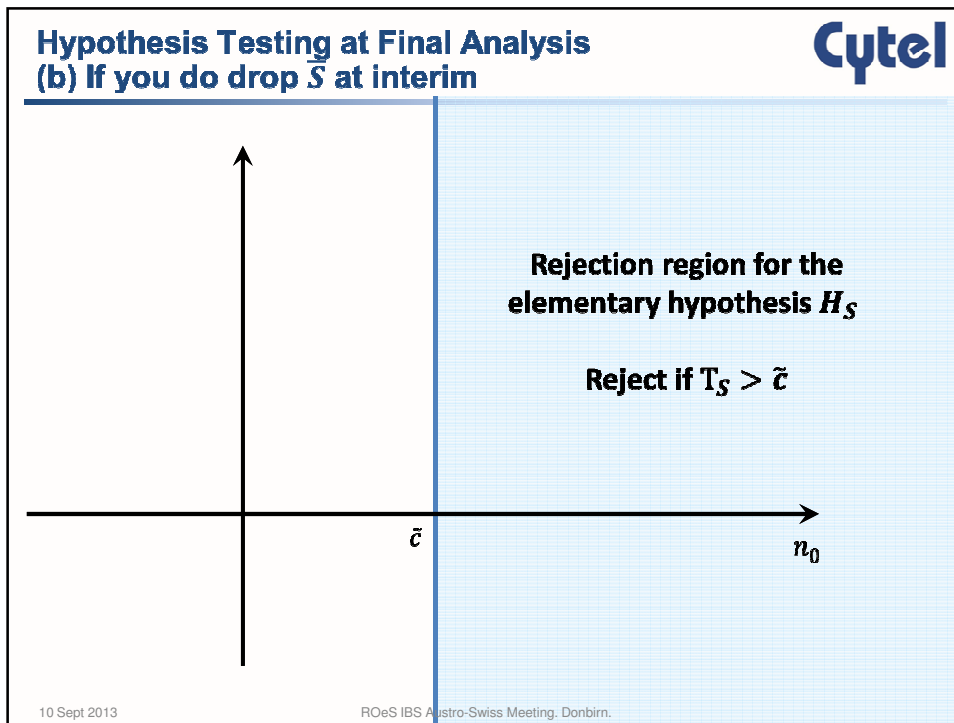 Hypothesis Testing at Final Analysis
(b) If you do drop S̄ at interim
Cytel
Rejection region for the
elementary hypothesis H_S
Reject if T_S > c̃
c̃
n₀
10 Sept 2013
ROeS IBS Austro-Swiss Meeting. Donbirn.